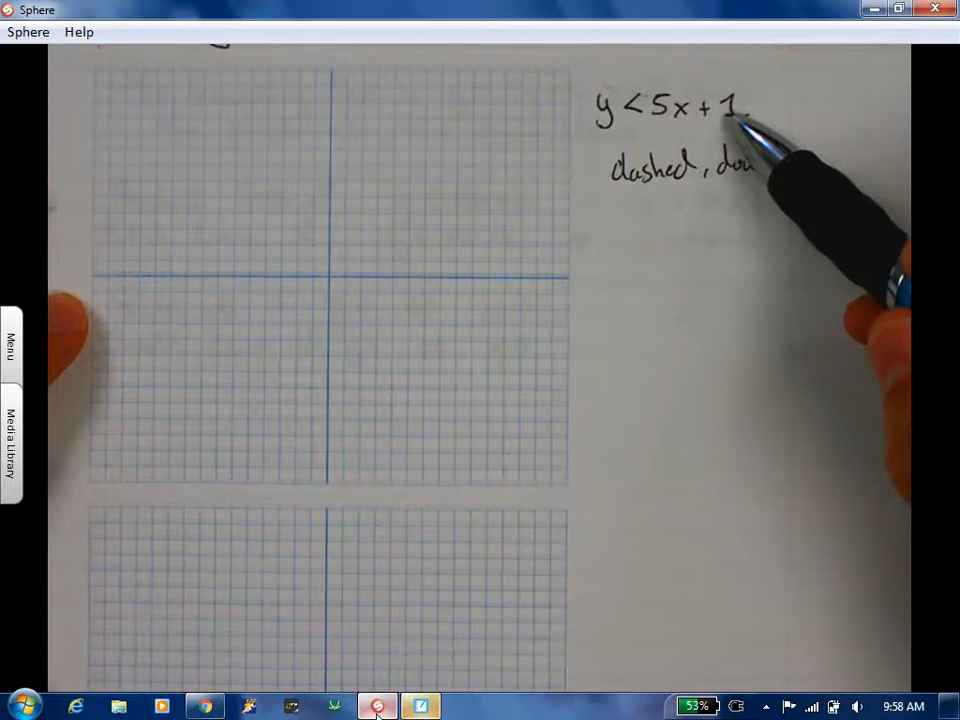 Sphere
Sphere Help
y < 5x + 1
dashed,
Menu
Media Library
53%
9:58 AM